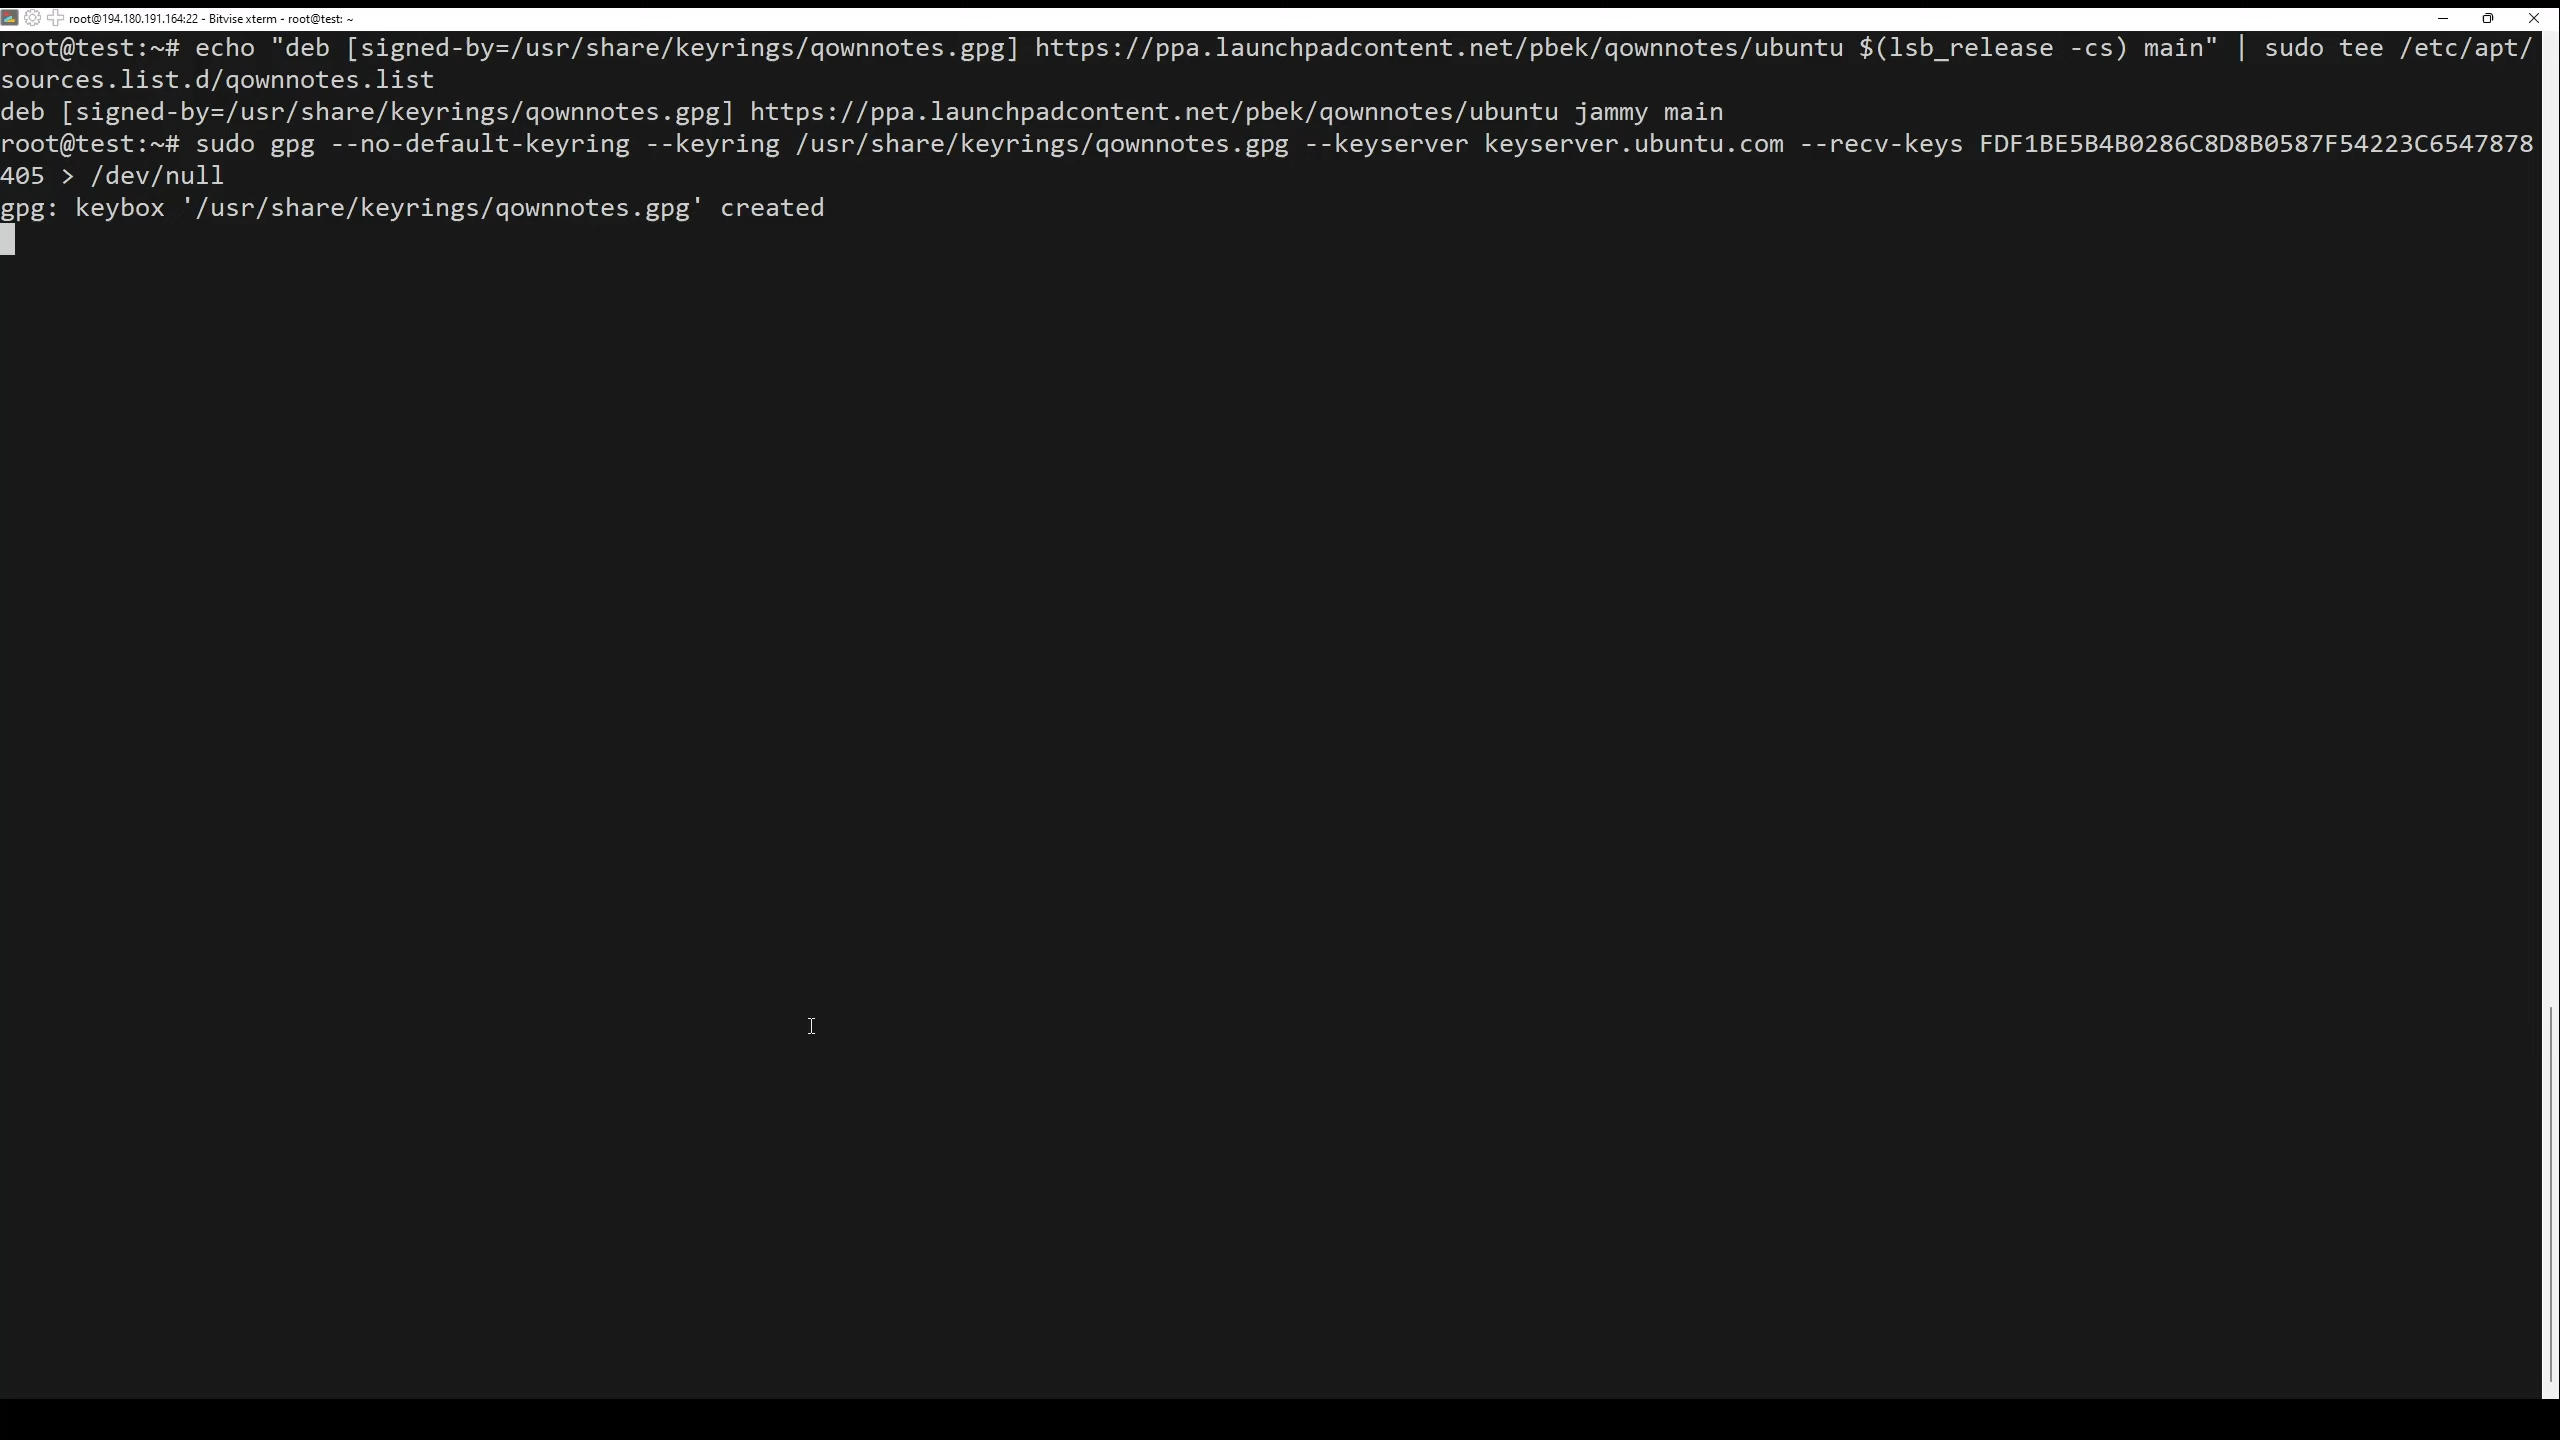 root@194.180.191.164:22 - Bitvise xterm - root@test: ~
root@test:~# echo "deb [signed-by=/usr/share/keyrings/qownnotes.gpg] https://ppa.launchpadcontent.net/pbek/qownnotes/ubuntu $(lsb_release -cs) main" | sudo tee /etc/apt/
sources.list.d/qownnotes.list
deb [signed-by=/usr/share/keyrings/qownnotes.gpg] https://ppa.launchpadcontent.net/pbek/qownnotes/ubuntu jammy main
root@test:~# sudo gpg --no-default-keyring --keyring /usr/share/keyrings/qownnotes.gpg --keyserver keyserver.ubuntu.com --recv-keys FDF1BE5B4B0286C8D8B0587F54223C6547878
405 > /dev/null
gpg: keybox '/usr/share/keyrings/qownnotes.gpg' created